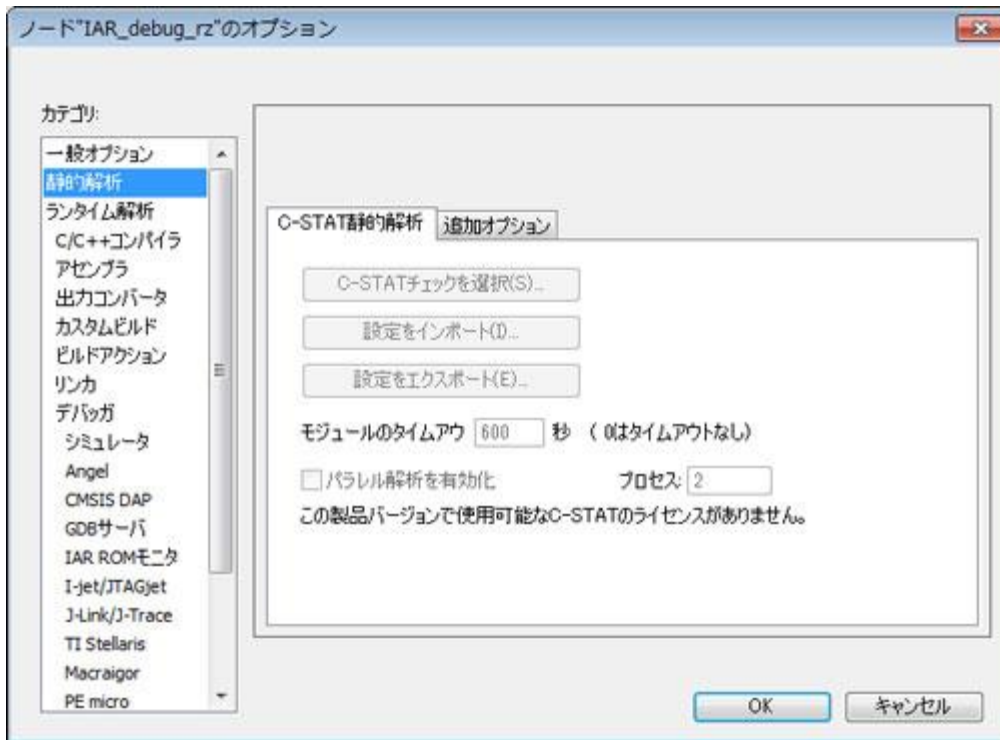 ノード"IAR_debug_rz"のオプション
カテゴリ:
一般オプション
静的解析
ランタイム解析
C/C++コンパイラ
アセンブラ
出力コンバータ
カスタムビルド
ビルドアクション
リンカ
デバッガ
シミュレータ
Angel
CMSIS DAP
GDBサーバ
IAR ROMモニタ
I-jet/JTAGjet
J-Link/J-Trace
TI Stellaris
Macraigor
PE micro
C-STAT静的解析
追加オプション
C-STATチェックを選択(S)...
設定をインポート(I)...
設定をエクスポート(E)...
モジュールのタイムアウ 600 秒 ( 0はタイムアウトなし)
パラレル解析を有効化 プロセス: 2
この製品バージョンで使用可能なC-STATのライセンスがありません。
OK
キャンセル